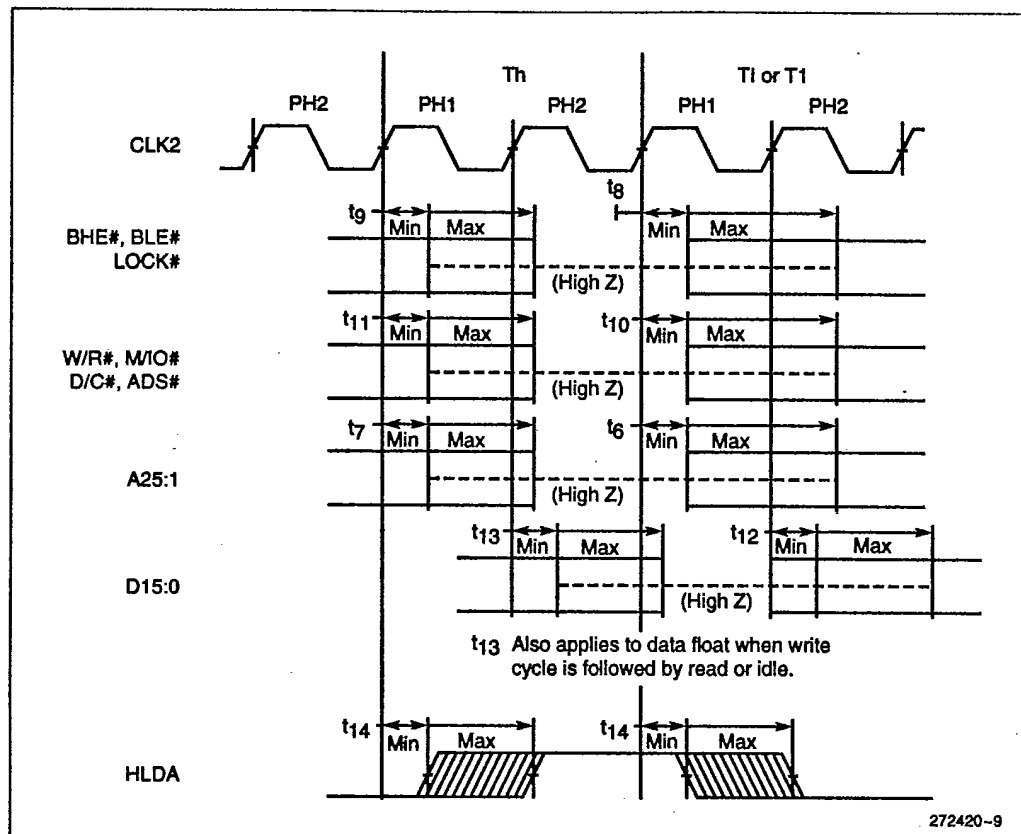 Th
TI or T1
PH2
PH1
PH2
PH1
PH2
CLK2
t9
Min
Max
t8
Min
Max
BHE#, BLE#
LOCK#
(High Z)
t11
Min
Max
t10
Min
Max
W/R#, M/IO#
D/C#, ADS#
(High Z)
t7
Min
Max
t6
Min
Max
A25:1
(High Z)
t13
Min
Max
t12
Min
Max
D15:0
(High Z)
t13 Also applies to data float when write
cycle is followed by read or idle.
t14
Min
Max
t14
Min
Max
HLDA
272420-9